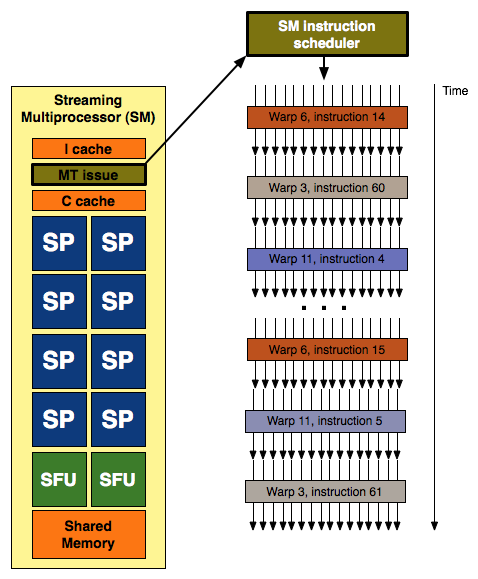 SM instruction
scheduler
Time
Streaming
Multiprocessor (SM)
I cache
MT issue
C cache
SP SP
SP SP
SP SP
SP SP
SFU SFU
Shared
Memory
Warp 6, instruction 14
Warp 3, instruction 60
Warp 11, instruction 4
. . .
Warp 6, instruction 15
Warp 11, instruction 5
Warp 3, instruction 61